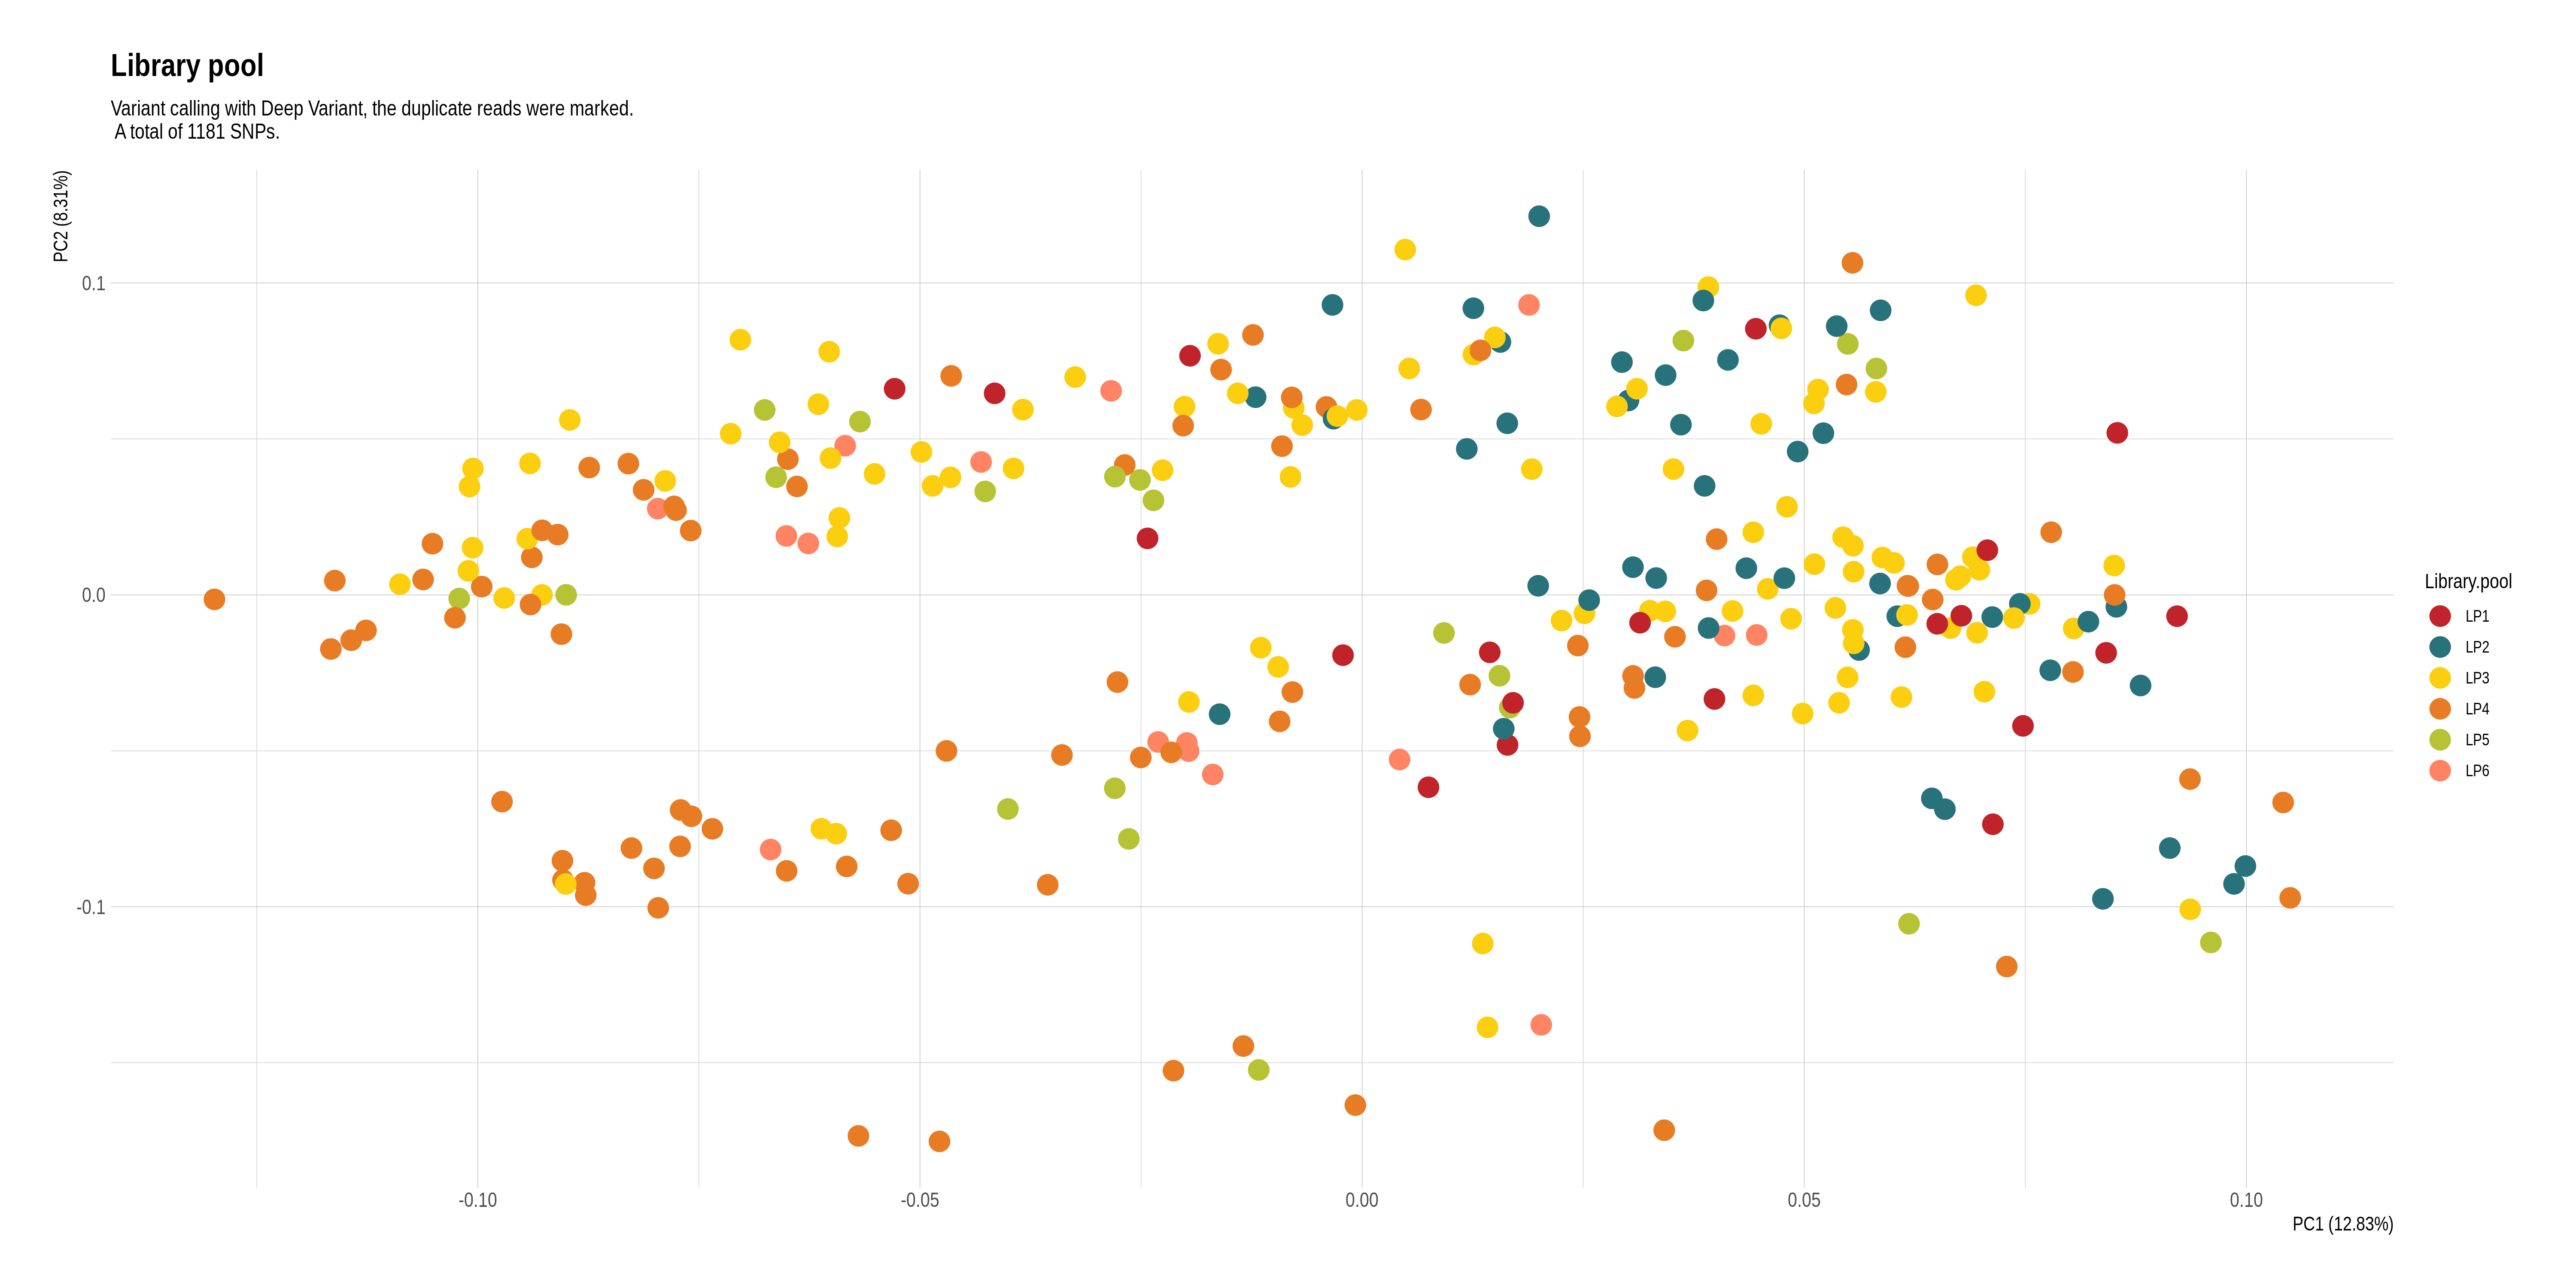 Library pool
Variant calling with Deep Variant, the duplicate reads were marked.
A total of 1181 SNPs.
PC2 (8.31%)
0.1
0.0
-0.1
-0.10
-0.05
0.00
0.05
0.10
PC1 (12.83%)
Library.pool
LP1
LP2
LP3
LP4
LP5
LP6